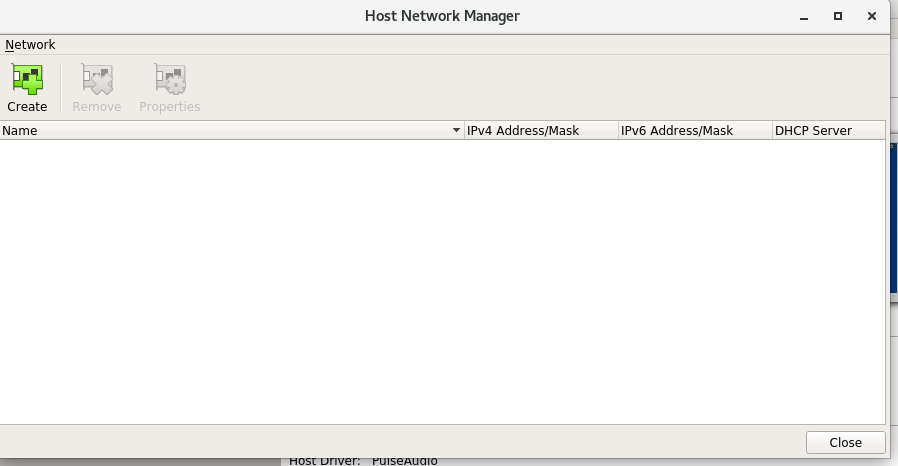 Host Network Manager
Network
Create Remove Properties
Name IPv4 Address/Mask IPv6 Address/Mask DHCP Server
Close
Host Driver: PulseAudio